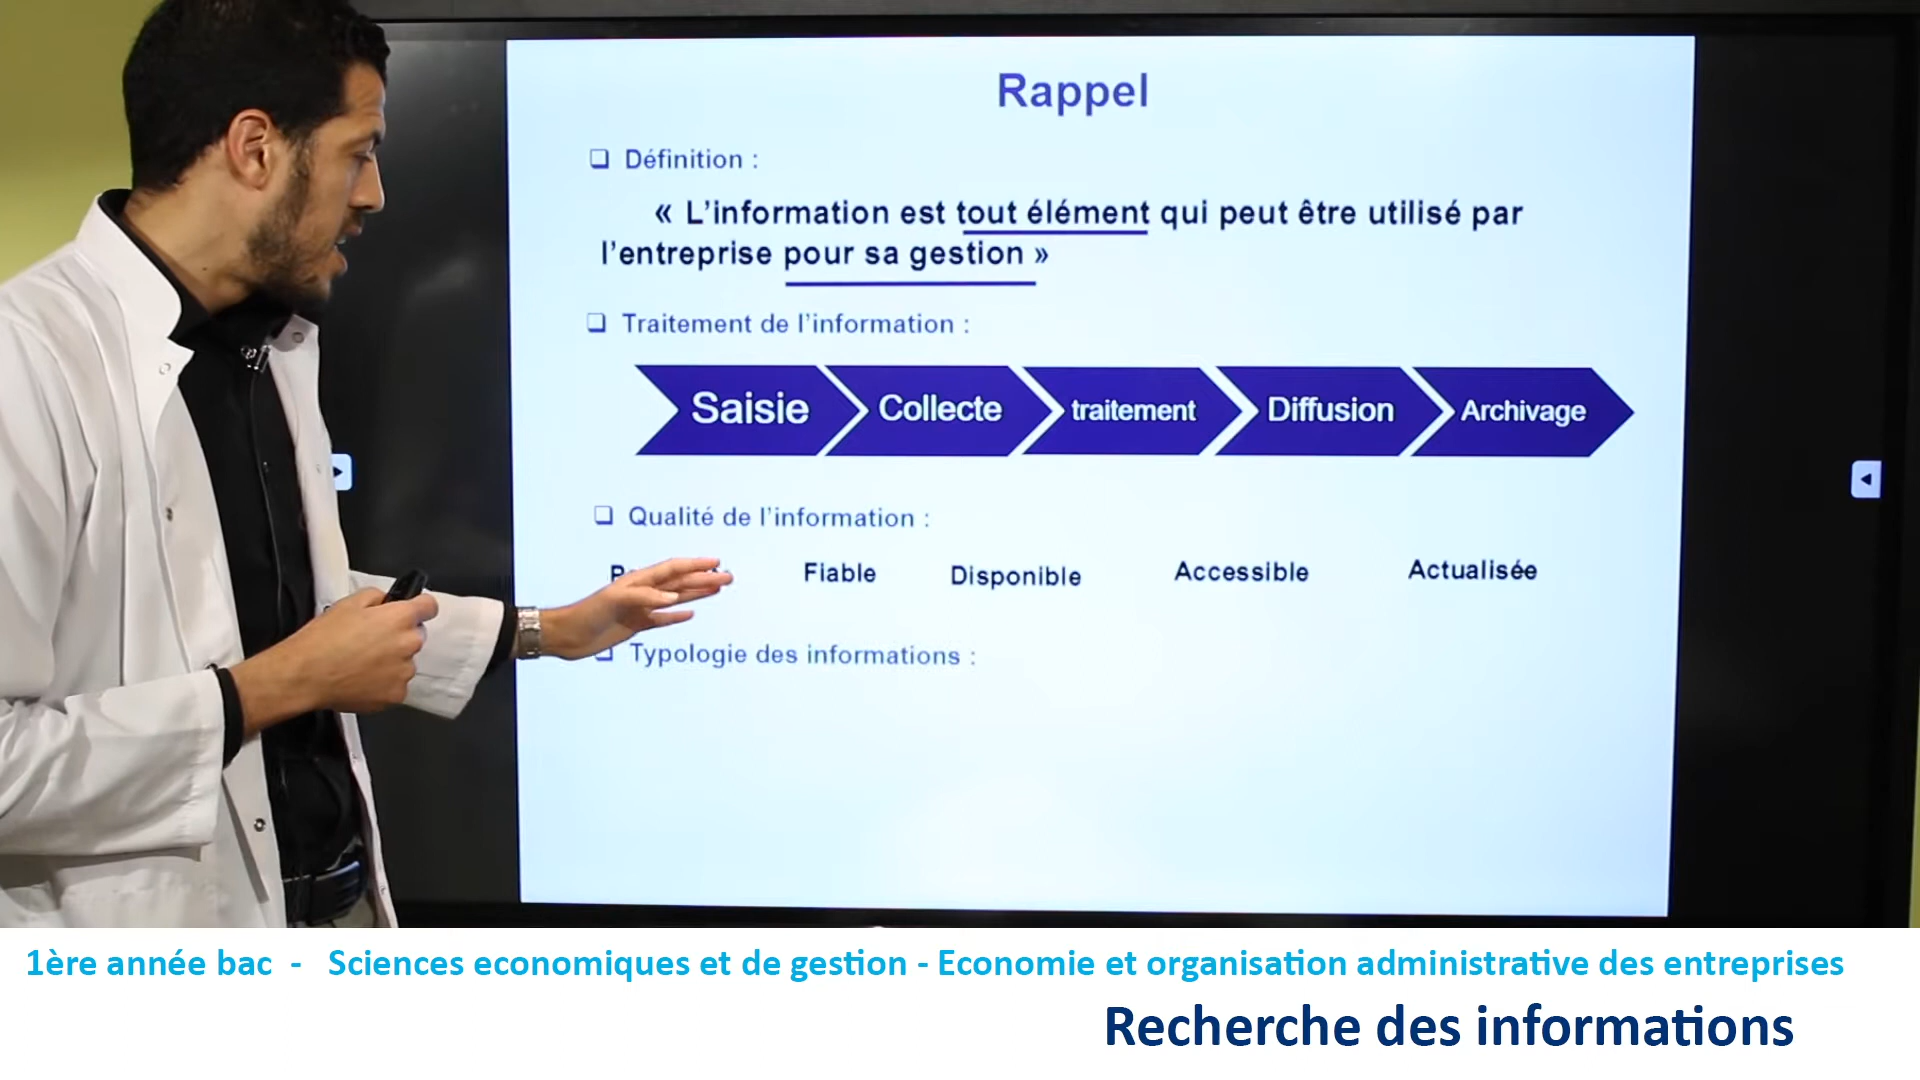 Rappel
❑ Définition :
« L'information est tout élément qui peut être utilisé par
l'entreprise pour sa gestion »
❑ Traitement de l'information :
Saisie Collecte traitement Diffusion Archivage
❑ Qualité de l'information :
Fiable Disponible Accessible Actualisée
❑ Typologie des informations :
1ère année bac - Sciences economiques et de gestion - Economie et organisation administrative des entreprises
Recherche des informations